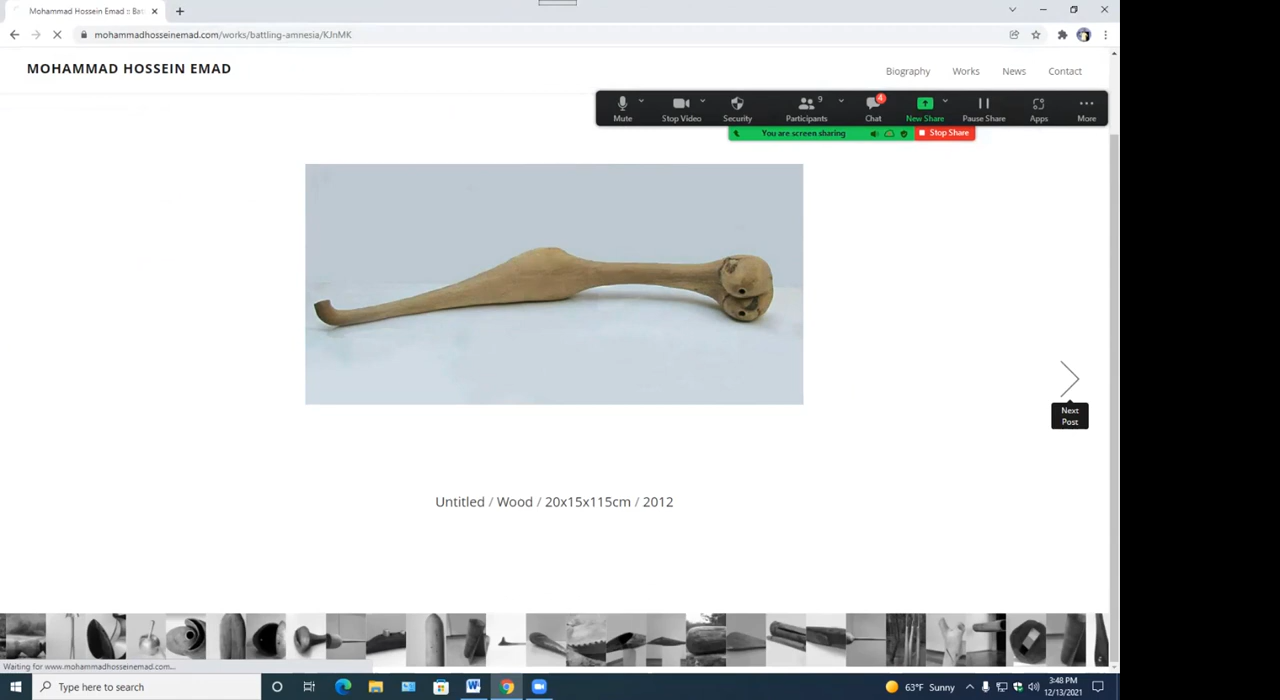 Mohammad Hossein Emad :: Bat
mohammadhosseinemad.com/works/battling-amnesia/KJnMK
MOHAMMAD HOSSEIN EMAD
Biography Works News Contact
9 4
Mute Stop Video Security Participants Chat New Share Pause Share Apps More
You are screen sharing Stop Share
Next
Post
Untitled / Wood / 20x15x115cm / 2012
Waiting for www.mohammadhosseinemad.com...
Type here to search
63°F Sunny
3:48 PM
12/13/2021